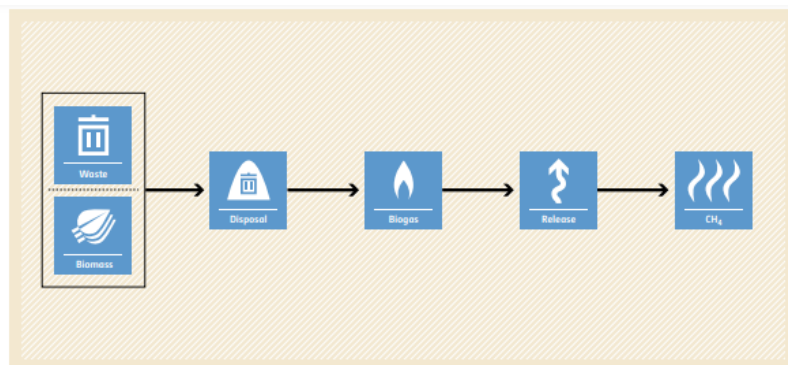 Waste
Biomass
Disposal
Biogas
Release
CH₄